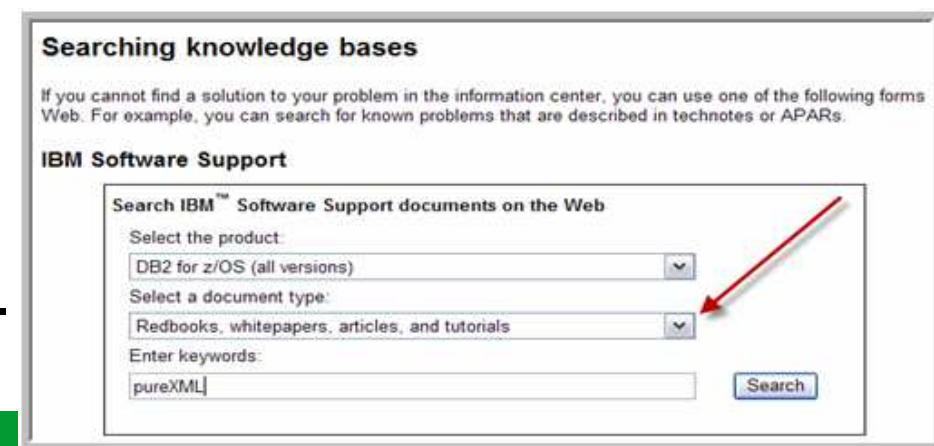 Searching knowledge bases
If you cannot find a solution to your problem in the information center, you can use one of the following forms
Web. For example, you can search for known problems that are described in technotes or APARs.
IBM Software Support
Search IBM™ Software Support documents on the Web
Select the product:
DB2 for z/OS (all versions)
Select a document type:
Redbooks, whitepapers, articles, and tutorials
Enter keywords:
pureXML
Search